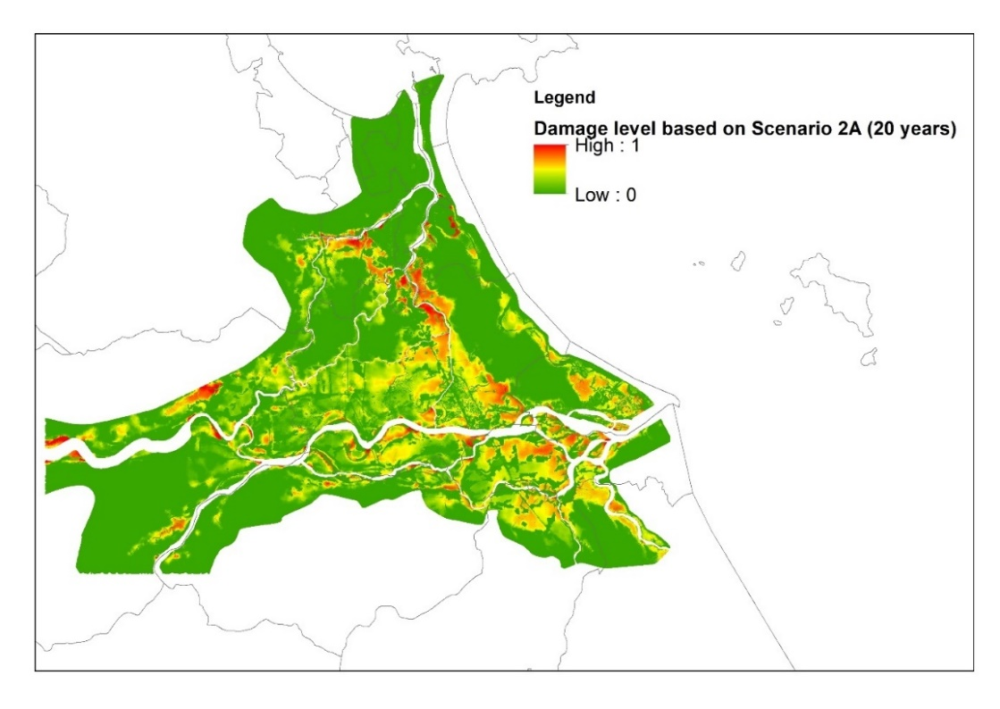 Legend
Damage level based on Scenario 2A (20 years)
High : 1
Low : 0